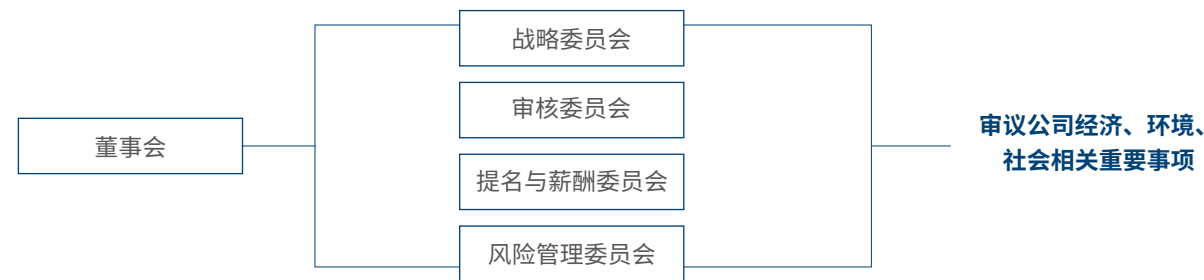 董事会
战略委员会
审核委员会
提名与薪酬委员会
风险管理委员会
审议公司经济、环境、
社会相关重要事项